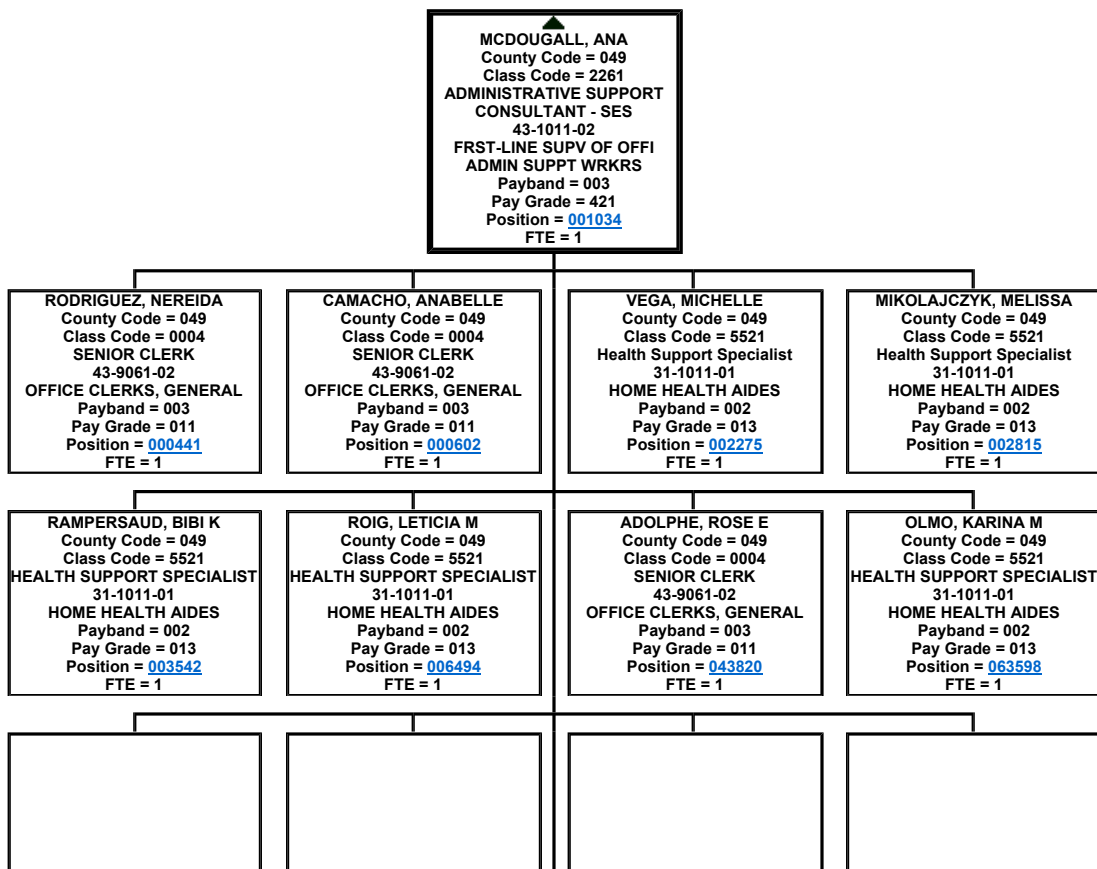 MCDOUGALL, ANA
County Code = 049
Class Code = 2261
ADMINISTRATIVE SUPPORT
CONSULTANT - SES
43-1011-02
FRST-LINE SUPV OF OFFI
ADMIN SUPPT WRKRS
Payband = 003
Pay Grade = 421
Position = 001034
FTE = 1
RODRIGUEZ, NEREIDA
County Code = 049
Class Code = 0004
SENIOR CLERK
43-9061-02
OFFICE CLERKS, GENERAL
Payband = 003
Pay Grade = 011
Position = 000441
FTE = 1
CAMACHO, ANABELLE
County Code = 049
Class Code = 0004
SENIOR CLERK
43-9061-02
OFFICE CLERKS, GENERAL
Payband = 003
Pay Grade = 011
Position = 000602
FTE = 1
VEGA, MICHELLE
County Code = 049
Class Code = 5521
Health Support Specialist
31-1011-01
HOME HEALTH AIDES
Payband = 002
Pay Grade = 013
Position = 002275
FTE = 1
MIKOLAJCZYK, MELISSA
County Code = 049
Class Code = 5521
Health Support Specialist
31-1011-01
HOME HEALTH AIDES
Payband = 002
Pay Grade = 013
Position = 002815
FTE = 1
RAMPERSAUD, BIBI K
County Code = 049
Class Code = 5521
HEALTH SUPPORT SPECIALIST
31-1011-01
HOME HEALTH AIDES
Payband = 002
Pay Grade = 013
Position = 003542
FTE = 1
ROIG, LETICIA M
County Code = 049
Class Code = 5521
HEALTH SUPPORT SPECIALIST
31-1011-01
HOME HEALTH AIDES
Payband = 002
Pay Grade = 013
Position = 006494
FTE = 1
ADOLPHE, ROSE E
County Code = 049
Class Code = 0004
SENIOR CLERK
43-9061-02
OFFICE CLERKS, GENERAL
Payband = 003
Pay Grade = 011
Position = 043820
FTE = 1
OLMO, KARINA M
County Code = 049
Class Code = 5521
HEALTH SUPPORT SPECIALIST
31-1011-01
HOME HEALTH AIDES
Payband = 002
Pay Grade = 013
Position = 063598
FTE = 1